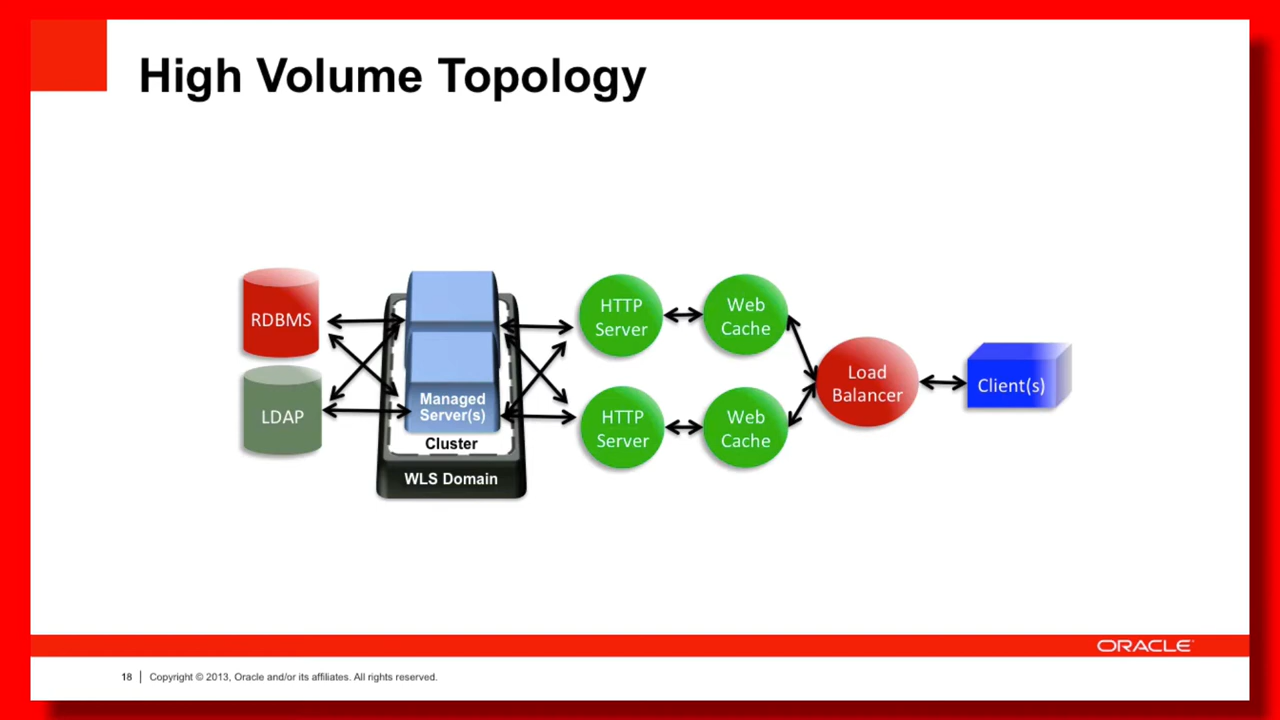 High Volume Topology
RDBMS
LDAP
Managed
Server(s)
Cluster
WLS Domain
HTTP
Server
HTTP
Server
Web
Cache
Web
Cache
Load
Balancer
Client(s)
ORACLE
18 | Copyright © 2013, Oracle and/or its affiliates. All rights reserved.